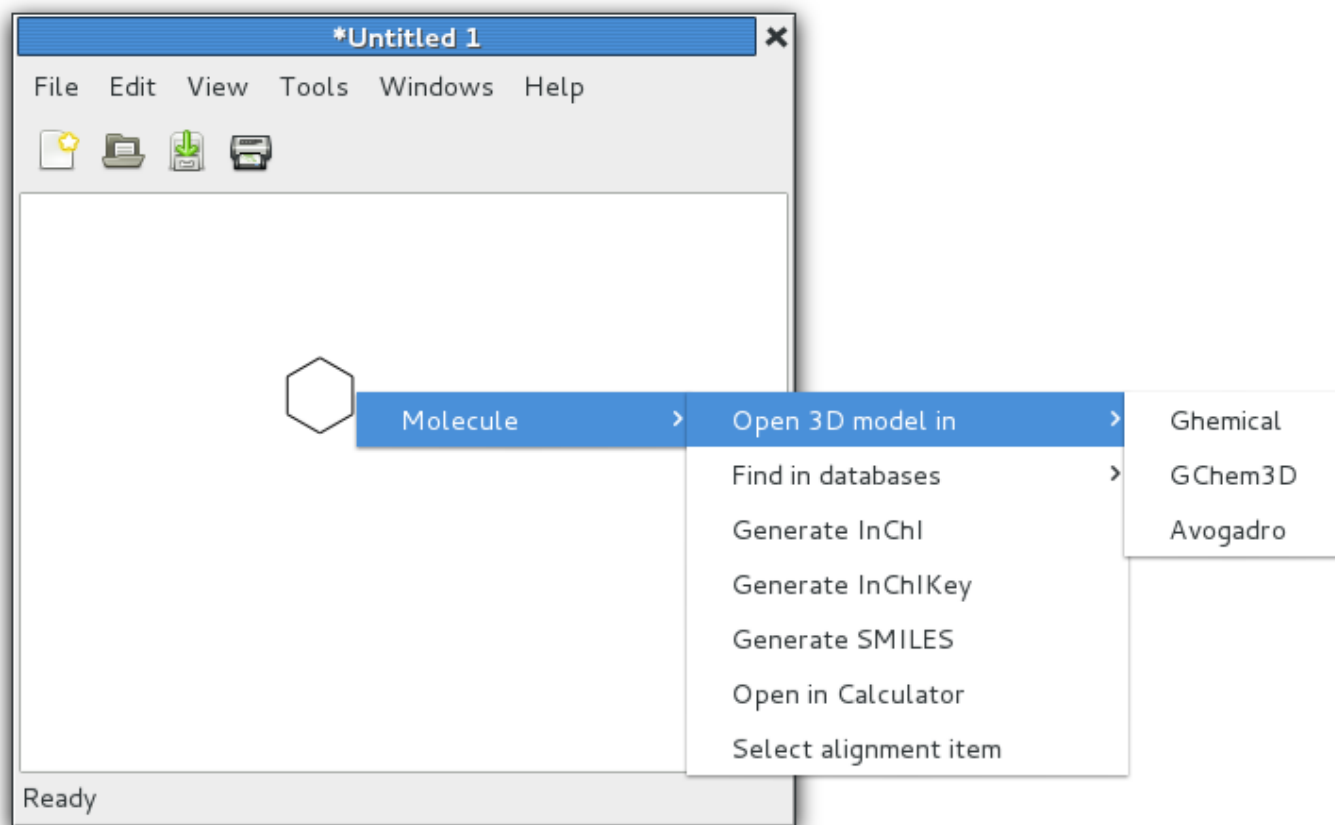 *Untitled 1
File Edit View Tools Windows Help
Molecule
Open 3D model in
Find in databases
Generate InChI
Generate InChIKey
Generate SMILES
Open in Calculator
Select alignment item
Ghemical
GChem3D
Avogadro
Ready